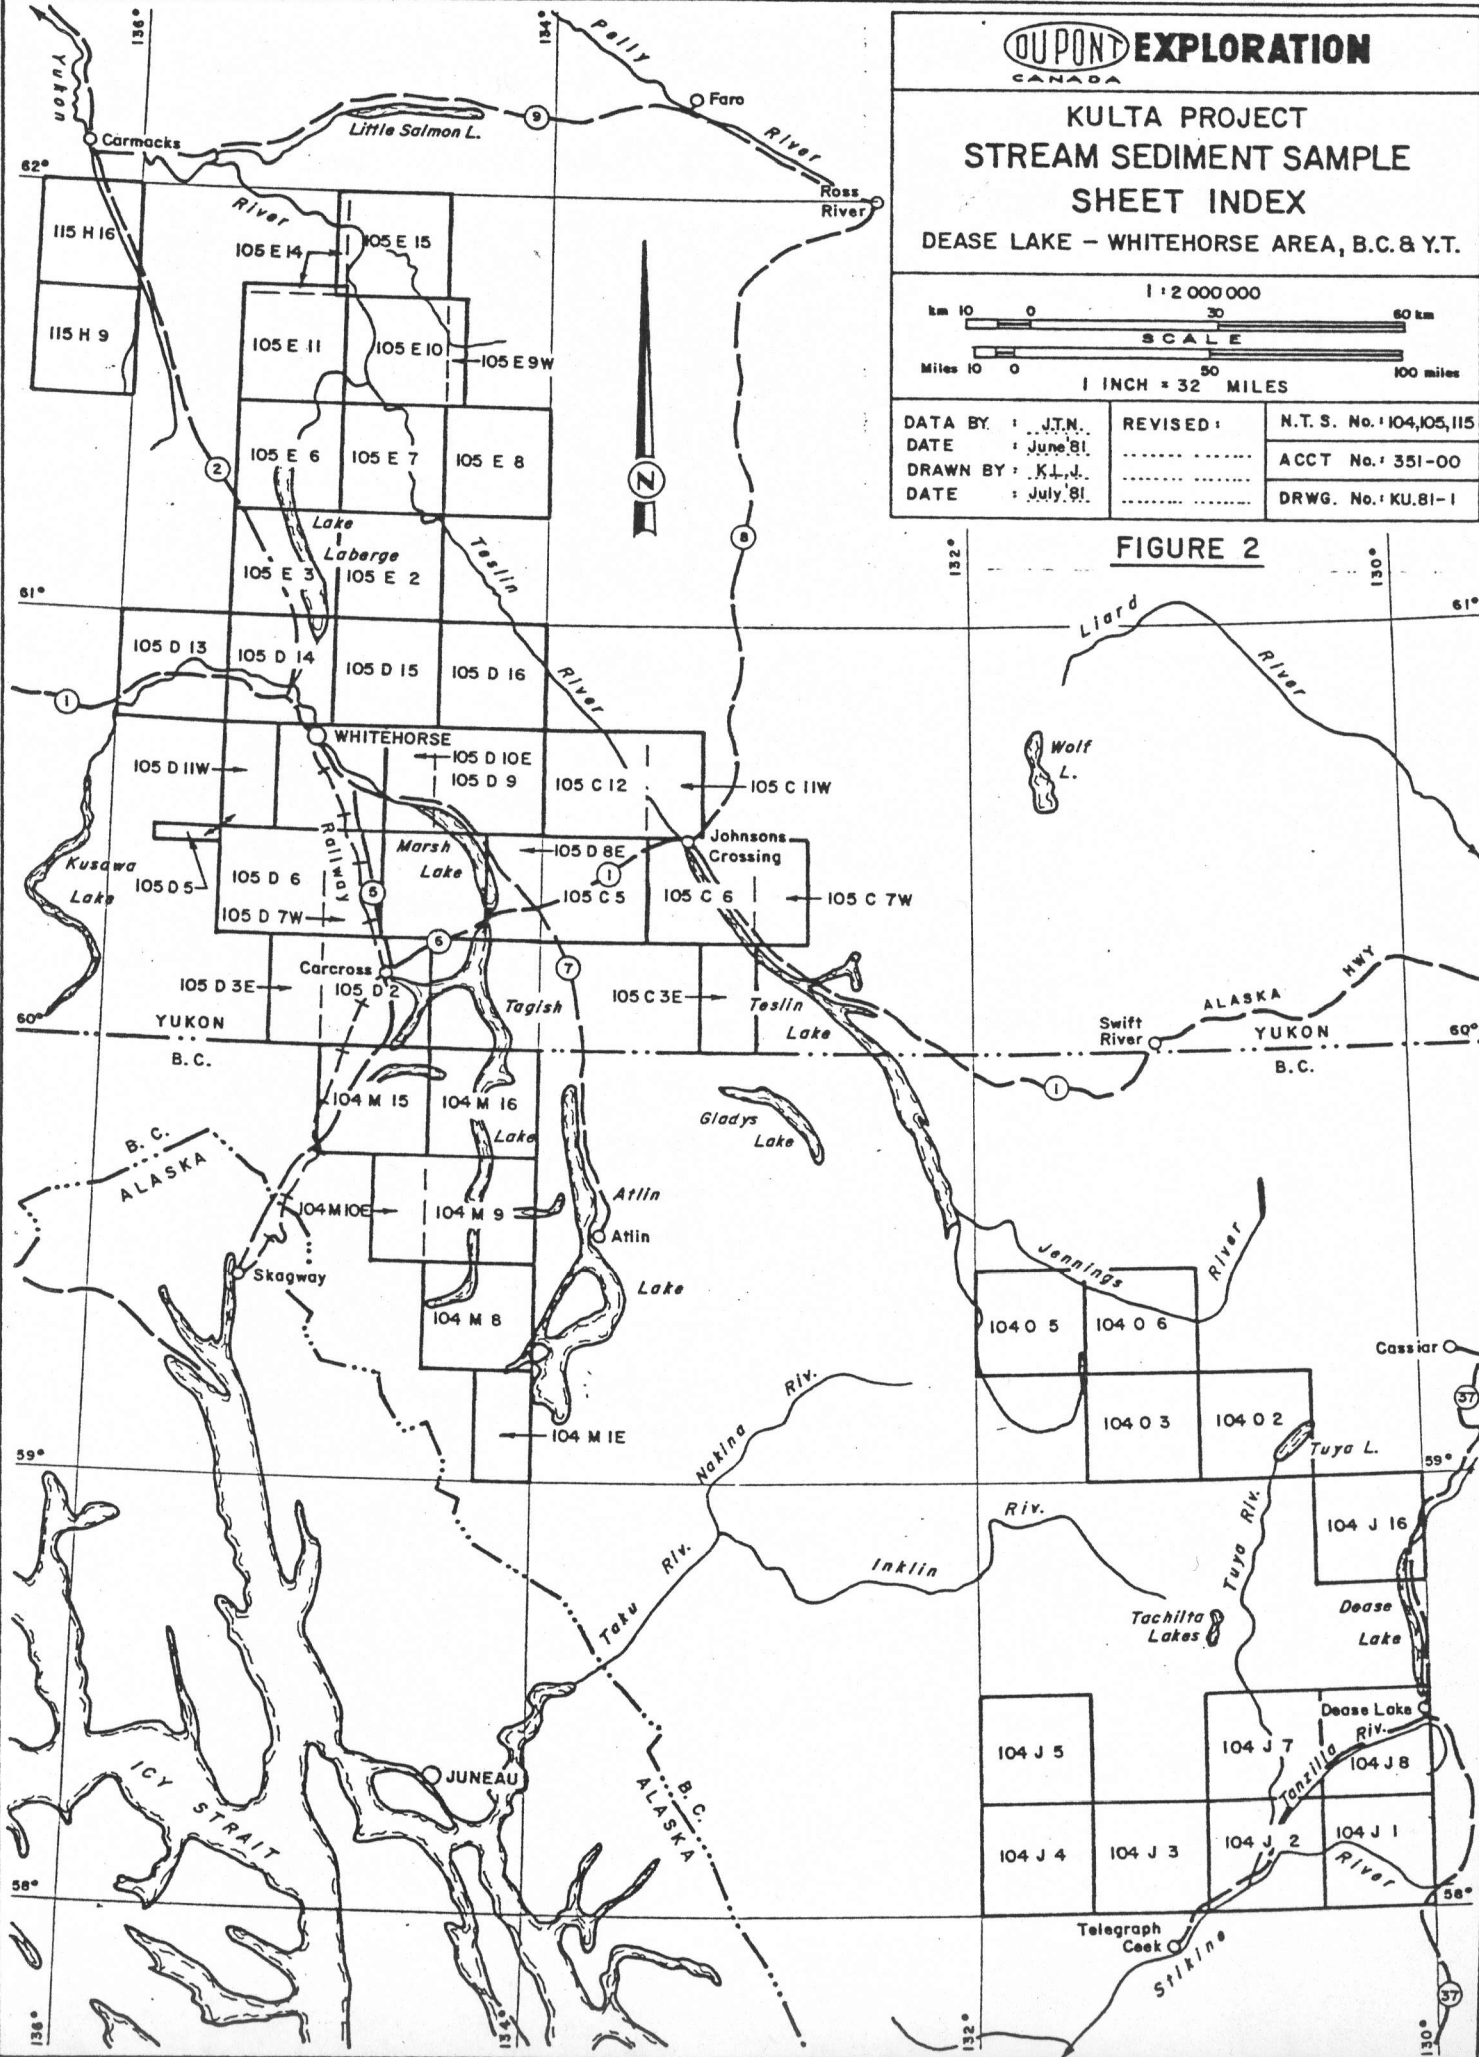 DUPONT EXPLORATION
CANADA
KULTA PROJECT
STREAM SEDIMENT SAMPLE
SHEET INDEX
DEASE LAKE – WHITEHORSE AREA, B.C. & Y.T.
1 : 2 000 000
km 10 0 30 60 km
SCALE
Miles 10 0 50 100 miles
1 INCH = 32 MILES
DATA BY : J.T.N.
DATE : June '81
DRAWN BY : K.L.J.
DATE : July '81
REVISED :
N.T.S. No. : 104,105,115
ACCT No. : 351-00
DRWG. No. : KU.81-1
FIGURE 2
136°
134°
Yukon
Pelly
Faro
9
Little Salmon L.
Carmacks
River
62°
Ross
River
River
115 H 16
105 E 14
105 E 15
115 H 9
105 E 11
105 E 10
105 E 9W
2
105 E 6
105 E 7
105 E 8
N
8
Lake
Laberge
Teslin
105 E 3
105 E 2
132°
130°
61°
61°
Liard
River
105 D 13
105 D 14
105 D 15
105 D 16
River
1
WHITEHORSE
Wolf
L.
105 D 11W
105 D 10E
105 D 9
105 C 12
105 C 11W
Railway
Marsh
Lake
Johnsons
Crossing
Kusawa
Lake
105 D 5
105 D 6
105 D 8E
1
105 D 7W
5
105 C 5
105 C 6
105 C 7W
6
7
Carcross
105 D 3E
105 D 2
Tagish
105 C 3E
Teslin
Lake
ALASKA
HWY
Swift
River
60°
YUKON
B.C.
YUKON
B.C.
60°
1
104 M 15
104 M 16
Lake
Gladys
Lake
B.C.
ALASKA
104 M 10E
104 M 9
Atlin
Atlin
Lake
Skagway
Jennings
River
104 M 8
104 O 5
104 O 6
Cassiar
37
104 M 1E
Nakina
Riv.
104 O 3
104 O 2
Tuya L.
59°
59°
Riv.
Tuya Riv.
104 J 16
Inklin
Taku
Riv.
Tachilta
Lakes
Dease
Lake
Dease Lake
104 J 5
104 J 7
Tanzilla
Riv.
104 J 8
JUNEAU
ICY
STRAIT
B.C.
ALASKA
104 J 4
104 J 3
104 J 2
104 J 1
River
58°
58°
Telegraph
Ceek
Stikine
37
136°
134°
132°
130°